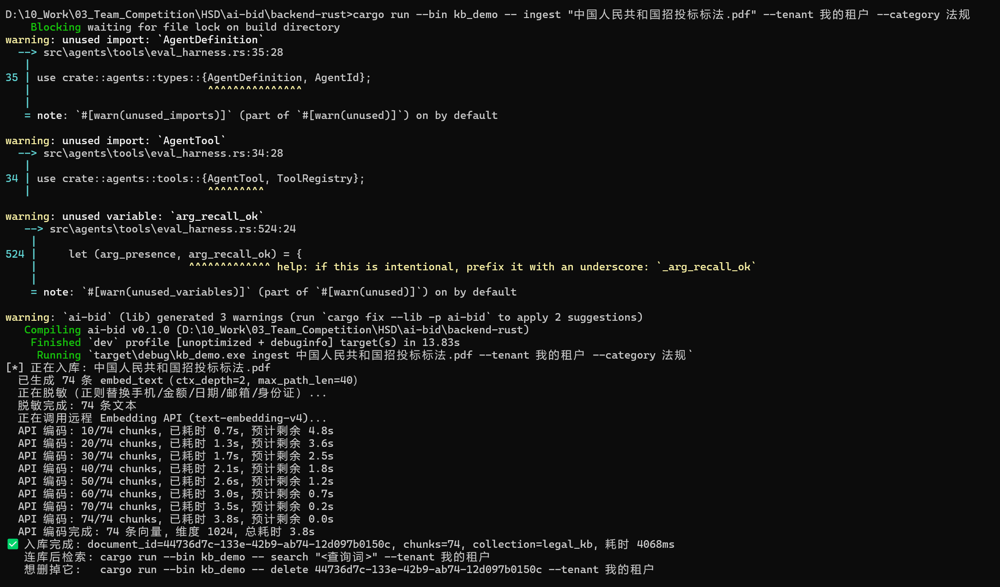 D:\10_Work\03_Team_Competition\HSD\ai-bid\backend-rust>cargo run --bin kb_demo -- ingest "中国人民共和国招投标标法.pdf" --tenant 我的租户 --category 法规
    Blocking waiting for file lock on build directory
warning: unused import: `AgentDefinition`
  --> src\agents\tools\eval_harness.rs:35:28
   |
35 | use crate::agents::types::{AgentDefinition, AgentId};
   |                            ^^^^^^^^^^^^^^^
   |
   = note: `#[warn(unused_imports)]` (part of `#[warn(unused)]`) on by default

warning: unused import: `AgentTool`
  --> src\agents\tools\eval_harness.rs:34:28
   |
34 | use crate::agents::tools::{AgentTool, ToolRegistry};
   |                            ^^^^^^^^^

warning: unused variable: `arg_recall_ok`
   --> src\agents\tools\eval_harness.rs:524:24
    |
524 |     let (arg_presence, arg_recall_ok) = {
    |                        ^^^^^^^^^^^^^ help: if this is intentional, prefix it with an underscore: `_arg_recall_ok`
    |
    = note: `#[warn(unused_variables)]` (part of `#[warn(unused)]`) on by default

warning: `ai-bid` (lib) generated 3 warnings (run `cargo fix --lib -p ai-bid` to apply 2 suggestions)
   Compiling ai-bid v0.1.0 (D:\10_Work\03_Team_Competition\HSD\ai-bid\backend-rust)
    Finished `dev` profile [unoptimized + debuginfo] target(s) in 13.83s
     Running `target\debug\kb_demo.exe ingest 中国人民共和国招投标标法.pdf --tenant 我的租户 --category 法规`
[*] 正在入库: 中国人民共和国招投标标法.pdf
  已生成 74 条 embed_text（ctx_depth=2, max_path_len=40）
  正在脱敏（正则替换手机/金额/日期/邮箱/身份证）...
  脱敏完成: 74 条文本
  正在调用远程 Embedding API (text-embedding-v4)...
  API 编码: 10/74 chunks, 已耗时 0.7s, 预计剩余 4.8s
  API 编码: 20/74 chunks, 已耗时 1.3s, 预计剩余 3.6s
  API 编码: 30/74 chunks, 已耗时 1.7s, 预计剩余 2.5s
  API 编码: 40/74 chunks, 已耗时 2.1s, 预计剩余 1.8s
  API 编码: 50/74 chunks, 已耗时 2.6s, 预计剩余 1.2s
  API 编码: 60/74 chunks, 已耗时 3.0s, 预计剩余 0.7s
  API 编码: 70/74 chunks, 已耗时 3.5s, 预计剩余 0.2s
  API 编码: 74/74 chunks, 已耗时 3.8s, 预计剩余 0.0s
  API 编码完成: 74 条向量, 维度 1024, 总耗时 3.8s
✅ 入库完成: document_id=44736d7c-133e-42b9-ab74-12d097b0150c, chunks=74, collection=legal_kb, 耗时 4068ms
   连库后检索: cargo run --bin kb_demo -- search "<查询词>" --tenant 我的租户
   想删掉它:   cargo run --bin kb_demo -- delete 44736d7c-133e-42b9-ab74-12d097b0150c --tenant 我的租户